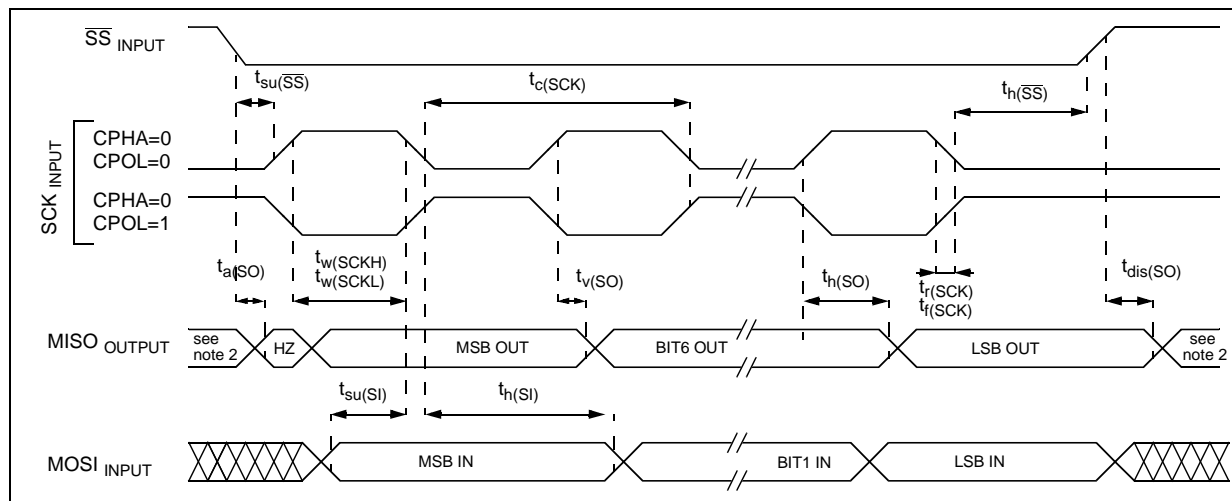 SS INPUT
tsu(SS)
tc(SCK)
th(SS)
SCK INPUT
CPHA=0
CPOL=0
CPHA=0
CPOL=1
ta(SO)
tw(SCKH)
tw(SCKL)
tv(SO)
th(SO)
tr(SCK)
tf(SCK)
tdis(SO)
MISO OUTPUT
see
note 2
HZ
MSB OUT
BIT6 OUT
LSB OUT
see
note 2
tsu(SI)
th(SI)
MOSI INPUT
MSB IN
BIT1 IN
LSB IN